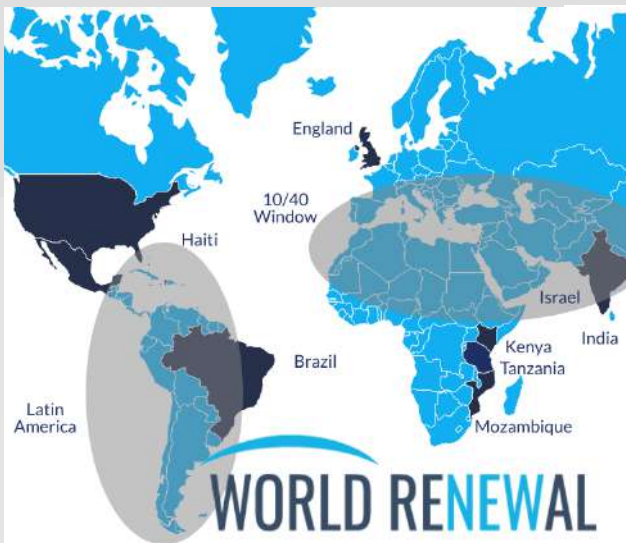 England
10/40
Window
Haiti
Israel
India
Kenya
Tanzania
Brazil
Latin
America
Mozambique
WORLD RENEWAL